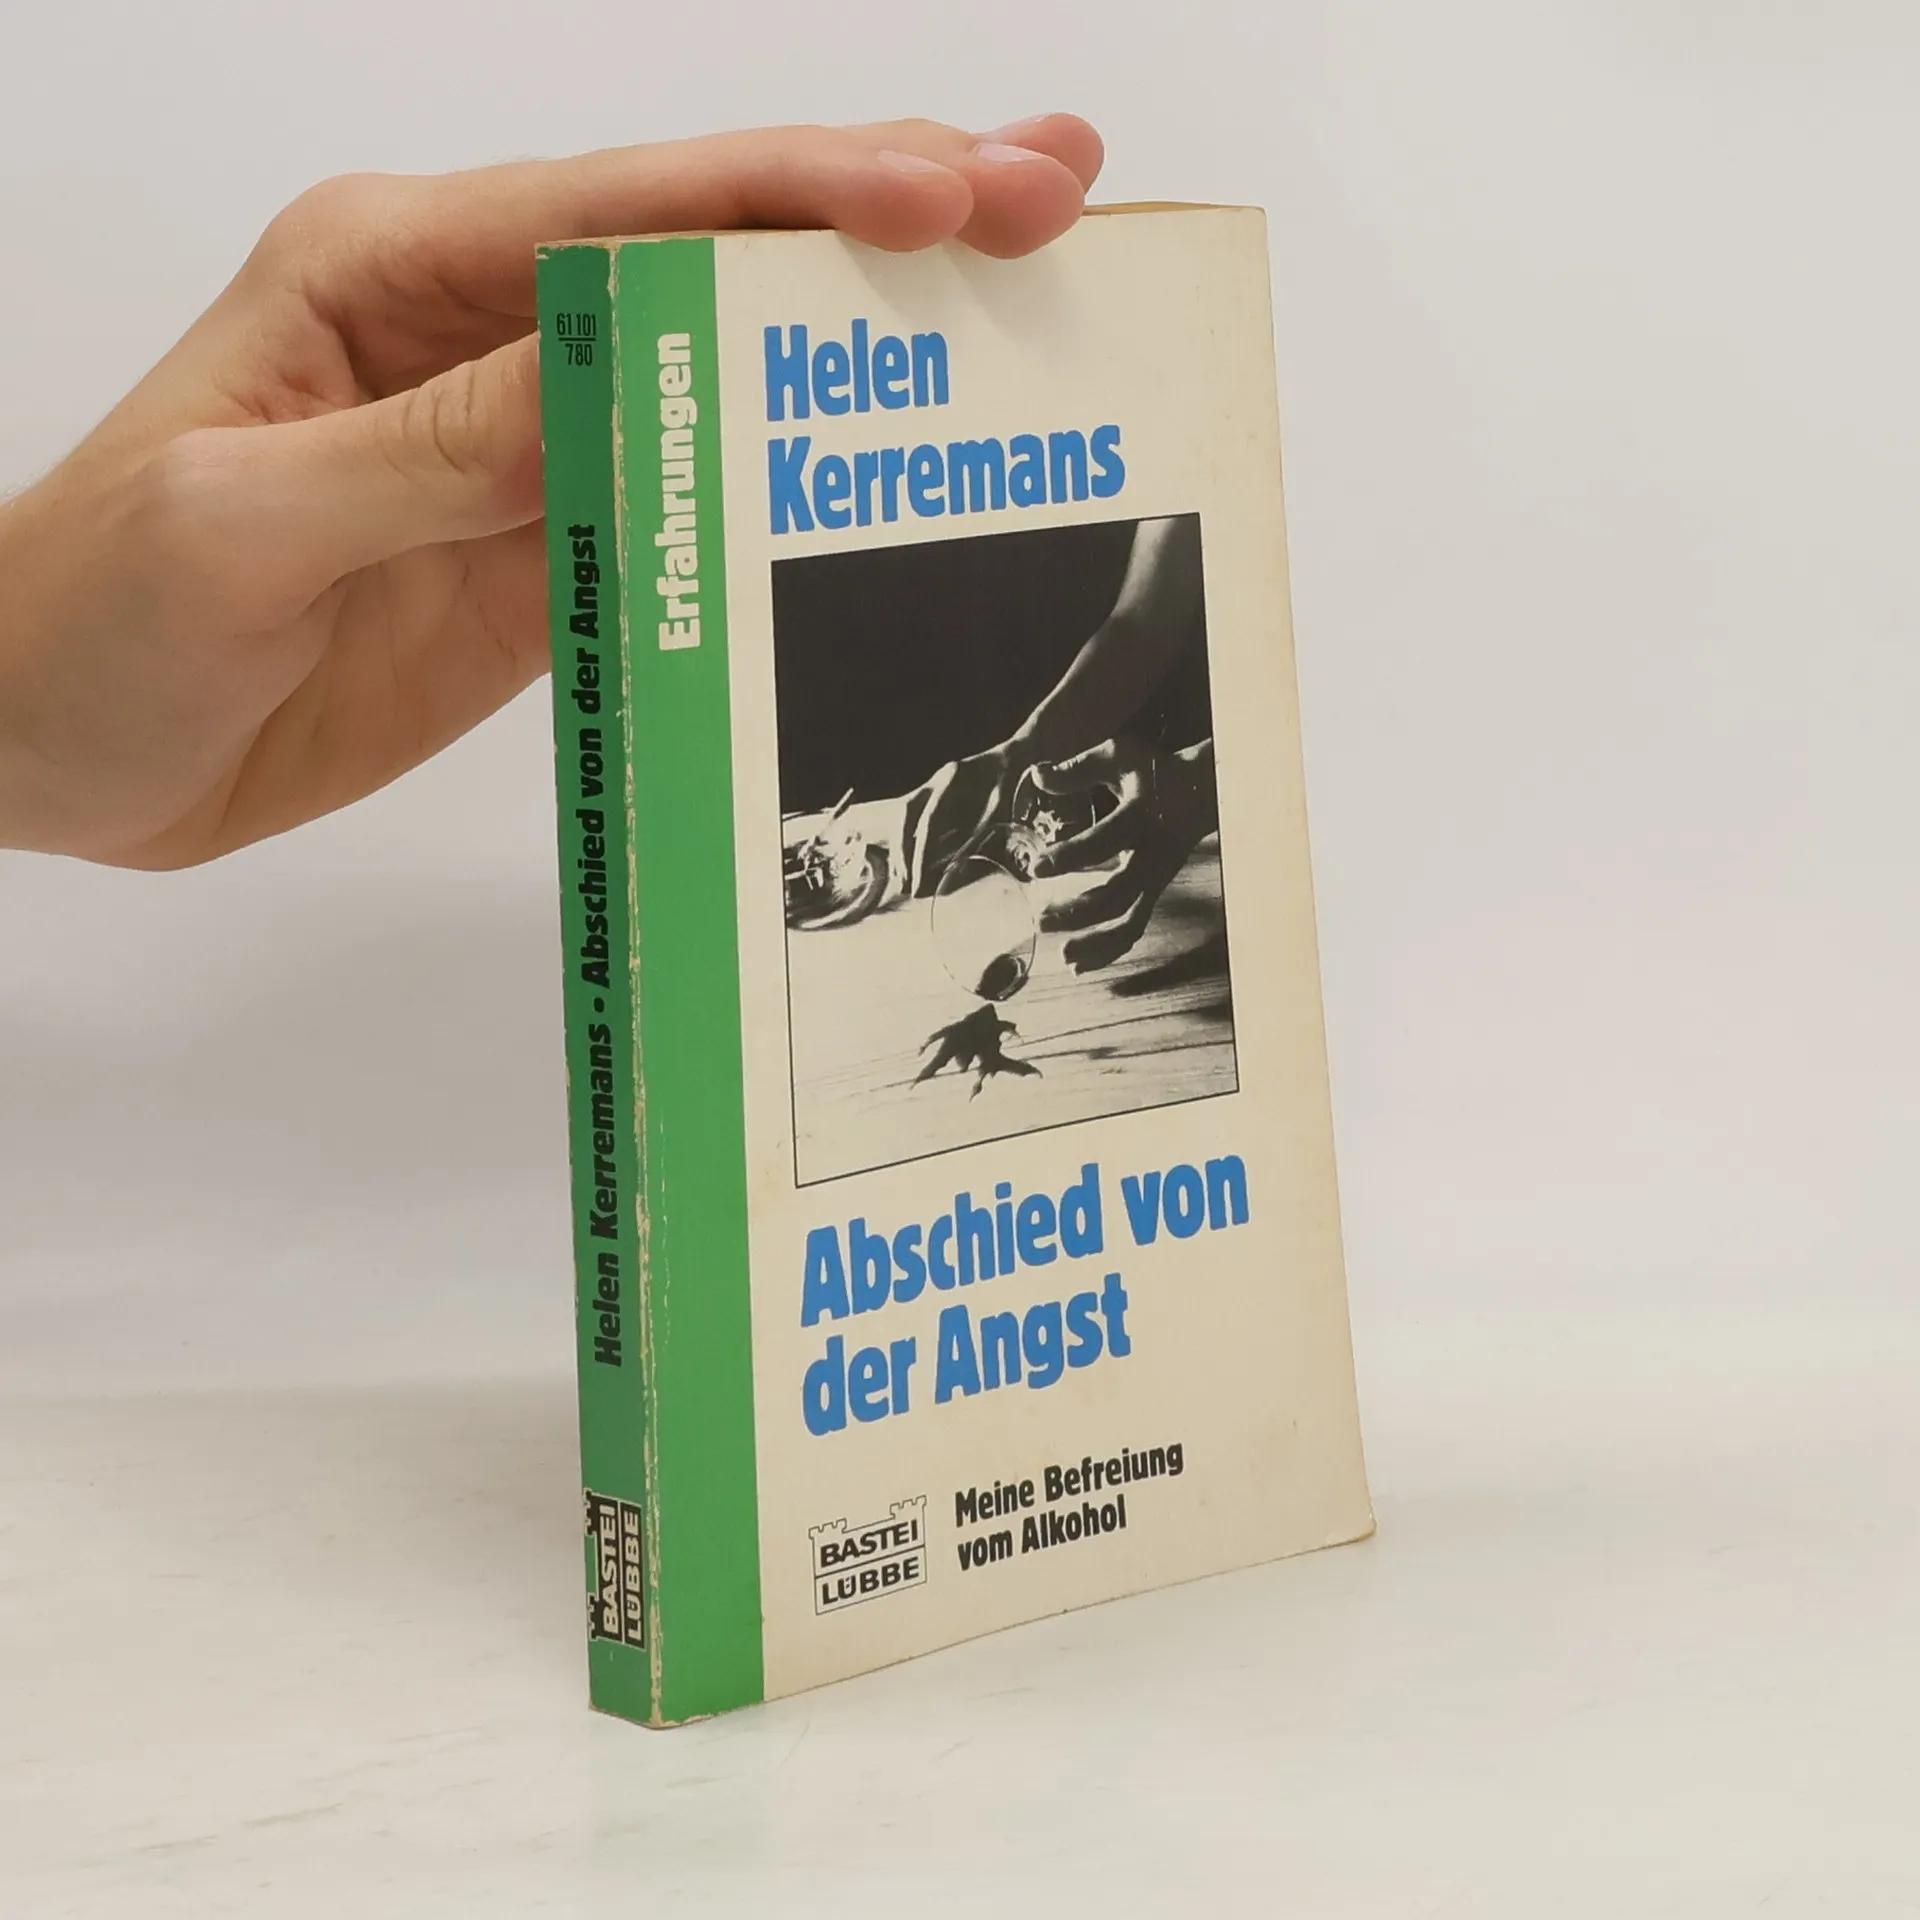 61 101
780
Helen Kerremans • Abschied von der Angst
BASTEI
LÜBBE
Erfahrungen
Helen
Kerremans
Abschied von
der Angst
Meine Befreiung
vom Alkohol
BASTEI
LÜBBE